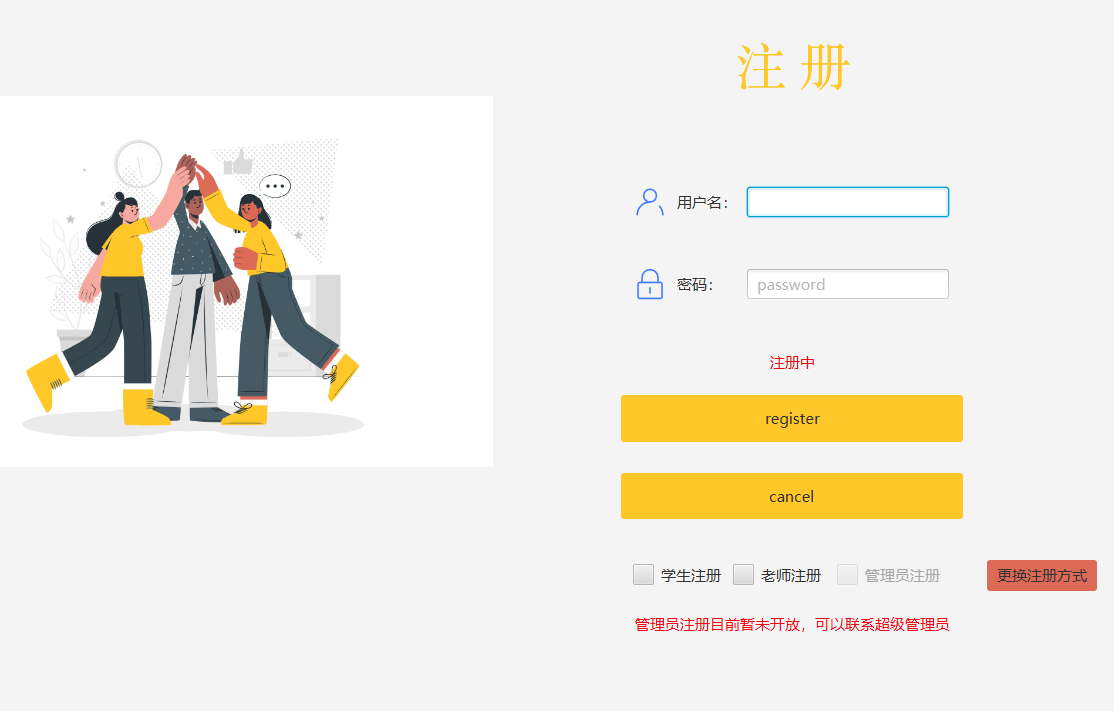 注 册
用户名:
密码:
password
注册中
register
cancel
学生注册 老师注册 管理员注册 更换注册方式
管理员注册目前暂未开放，可以联系超级管理员